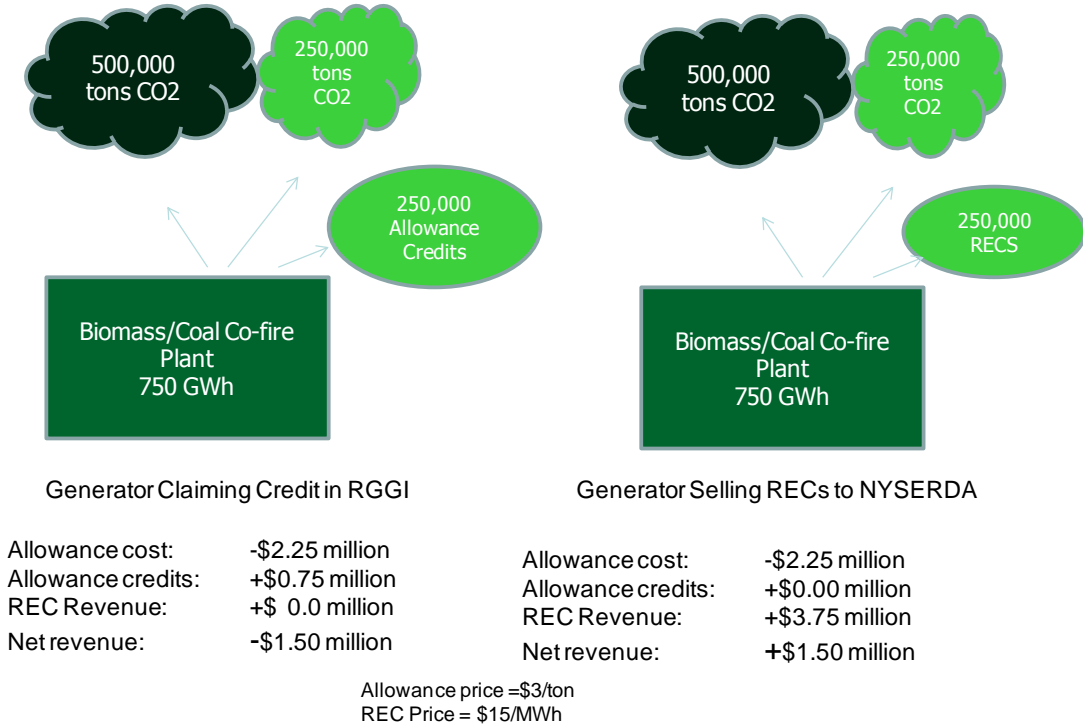 500,000
tons CO2
250,000
tons
CO2
250,000
Allowance
Credits
Biomass/Coal Co-fire
Plant
750 GWh
Generator Claiming Credit in RGGI
Allowance cost: -$2.25 million
Allowance credits: +$0.75 million
REC Revenue: +$ 0.0 million
Net revenue: -$1.50 million
500,000
tons CO2
250,000
tons
CO2
250,000
RECS
Biomass/Coal Co-fire
Plant
750 GWh
Generator Selling RECs to NYSERDA
Allowance cost: -$2.25 million
Allowance credits: +$0.00 million
REC Revenue: +$3.75 million
Net revenue: +$1.50 million
Allowance price =$3/ton
REC Price = $15/MWh